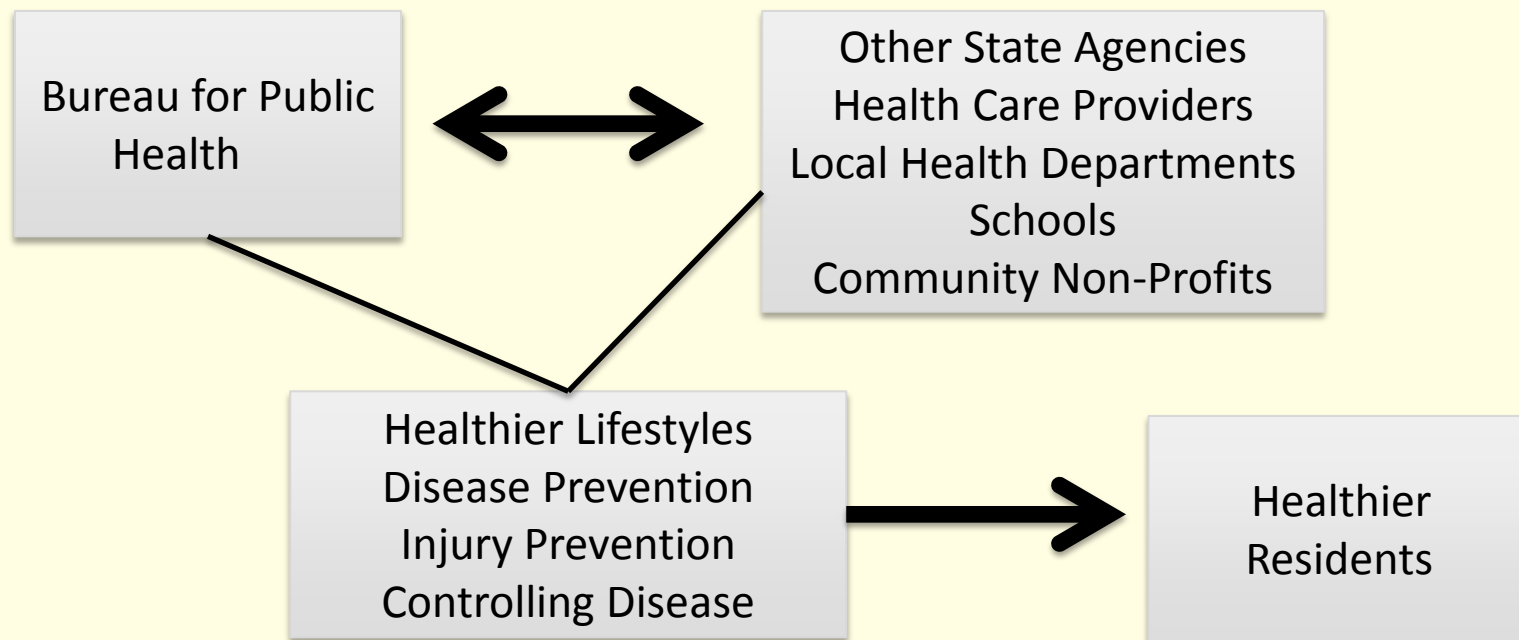 Bureau for Public
Health
Other State Agencies
Health Care Providers
Local Health Departments
Schools
Community Non-Profits
Healthier Lifestyles
Disease Prevention
Injury Prevention
Controlling Disease
Healthier
Residents